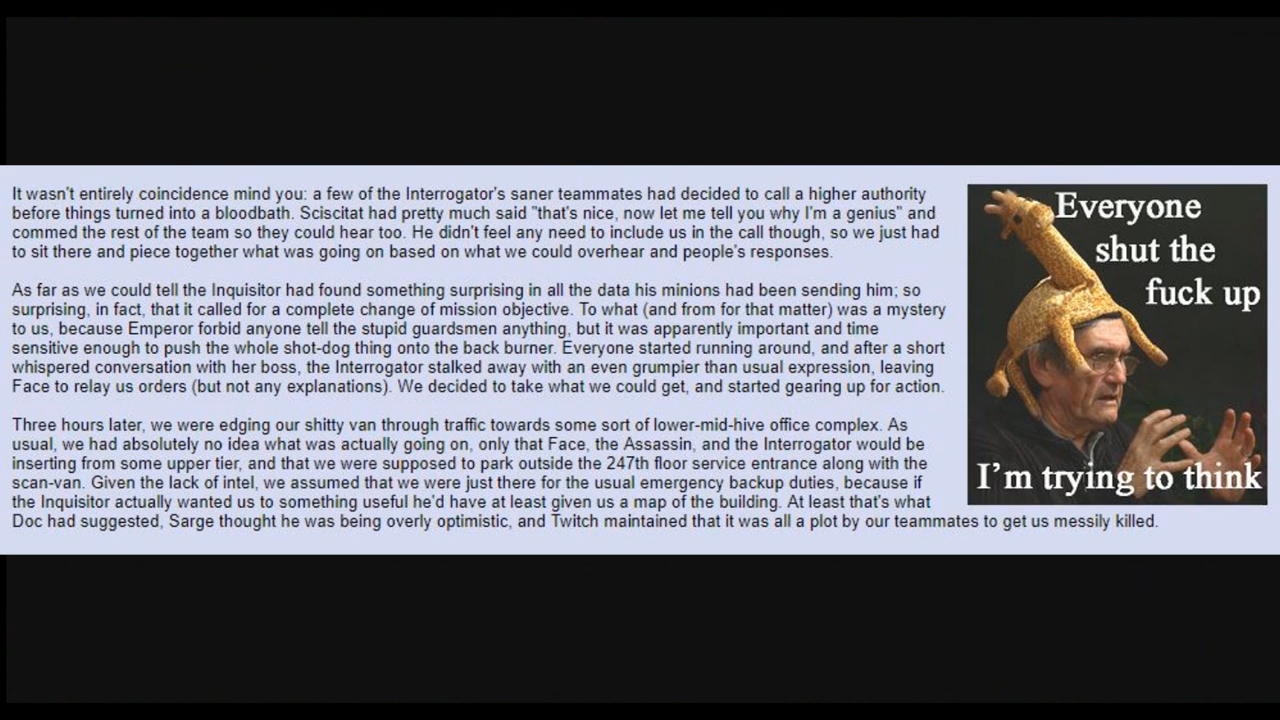 It wasn't entirely coincidence mind you: a few of the Interrogator's saner teammates had decided to call a higher authority
before things turned into a bloodbath. Sciscitat had pretty much said "that's nice, now let me tell you why I'm a genius" and
commed the rest of the team so they could hear too. He didn't feel any need to include us in the call though, so we just had
to sit there and piece together what was going on based on what we could overhear and people's responses.
As far as we could tell the Inquisitor had found something surprising in all the data his minions had been sending him; so
surprising, in fact, that it called for a complete change of mission objective. To what (and from for that matter) was a mystery
to us, because Emperor forbid anyone tell the stupid guardsmen anything, but it was apparently important and time
sensitive enough to push the whole shot-dog thing onto the back burner. Everyone started running around, and after a short
whispered conversation with her boss, the Interrogator stalked away with an even grumpier than usual expression, leaving
Face to relay us orders (but not any explanations). We decided to take what we could get, and started gearing up for action.
Three hours later, we were edging our shitty van through traffic towards some sort of lower-mid-hive office complex. As
usual, we had absolutely no idea what was actually going on, only that Face, the Assassin, and the Interrogator would be
inserting from some upper tier, and that we were supposed to park outside the 247th floor service entrance along with the
scan-van. Given the lack of intel, we assumed that we were just there for the usual emergency backup duties, because if
the Inquisitor actually wanted us to something useful he'd have at least given us a map of the building. At least that's what
Doc had suggested, Sarge thought he was being overly optimistic, and Twitch maintained that it was all a plot by our teammates to get us messily killed.
Everyone
shut the
fuck up
I'm trying to think